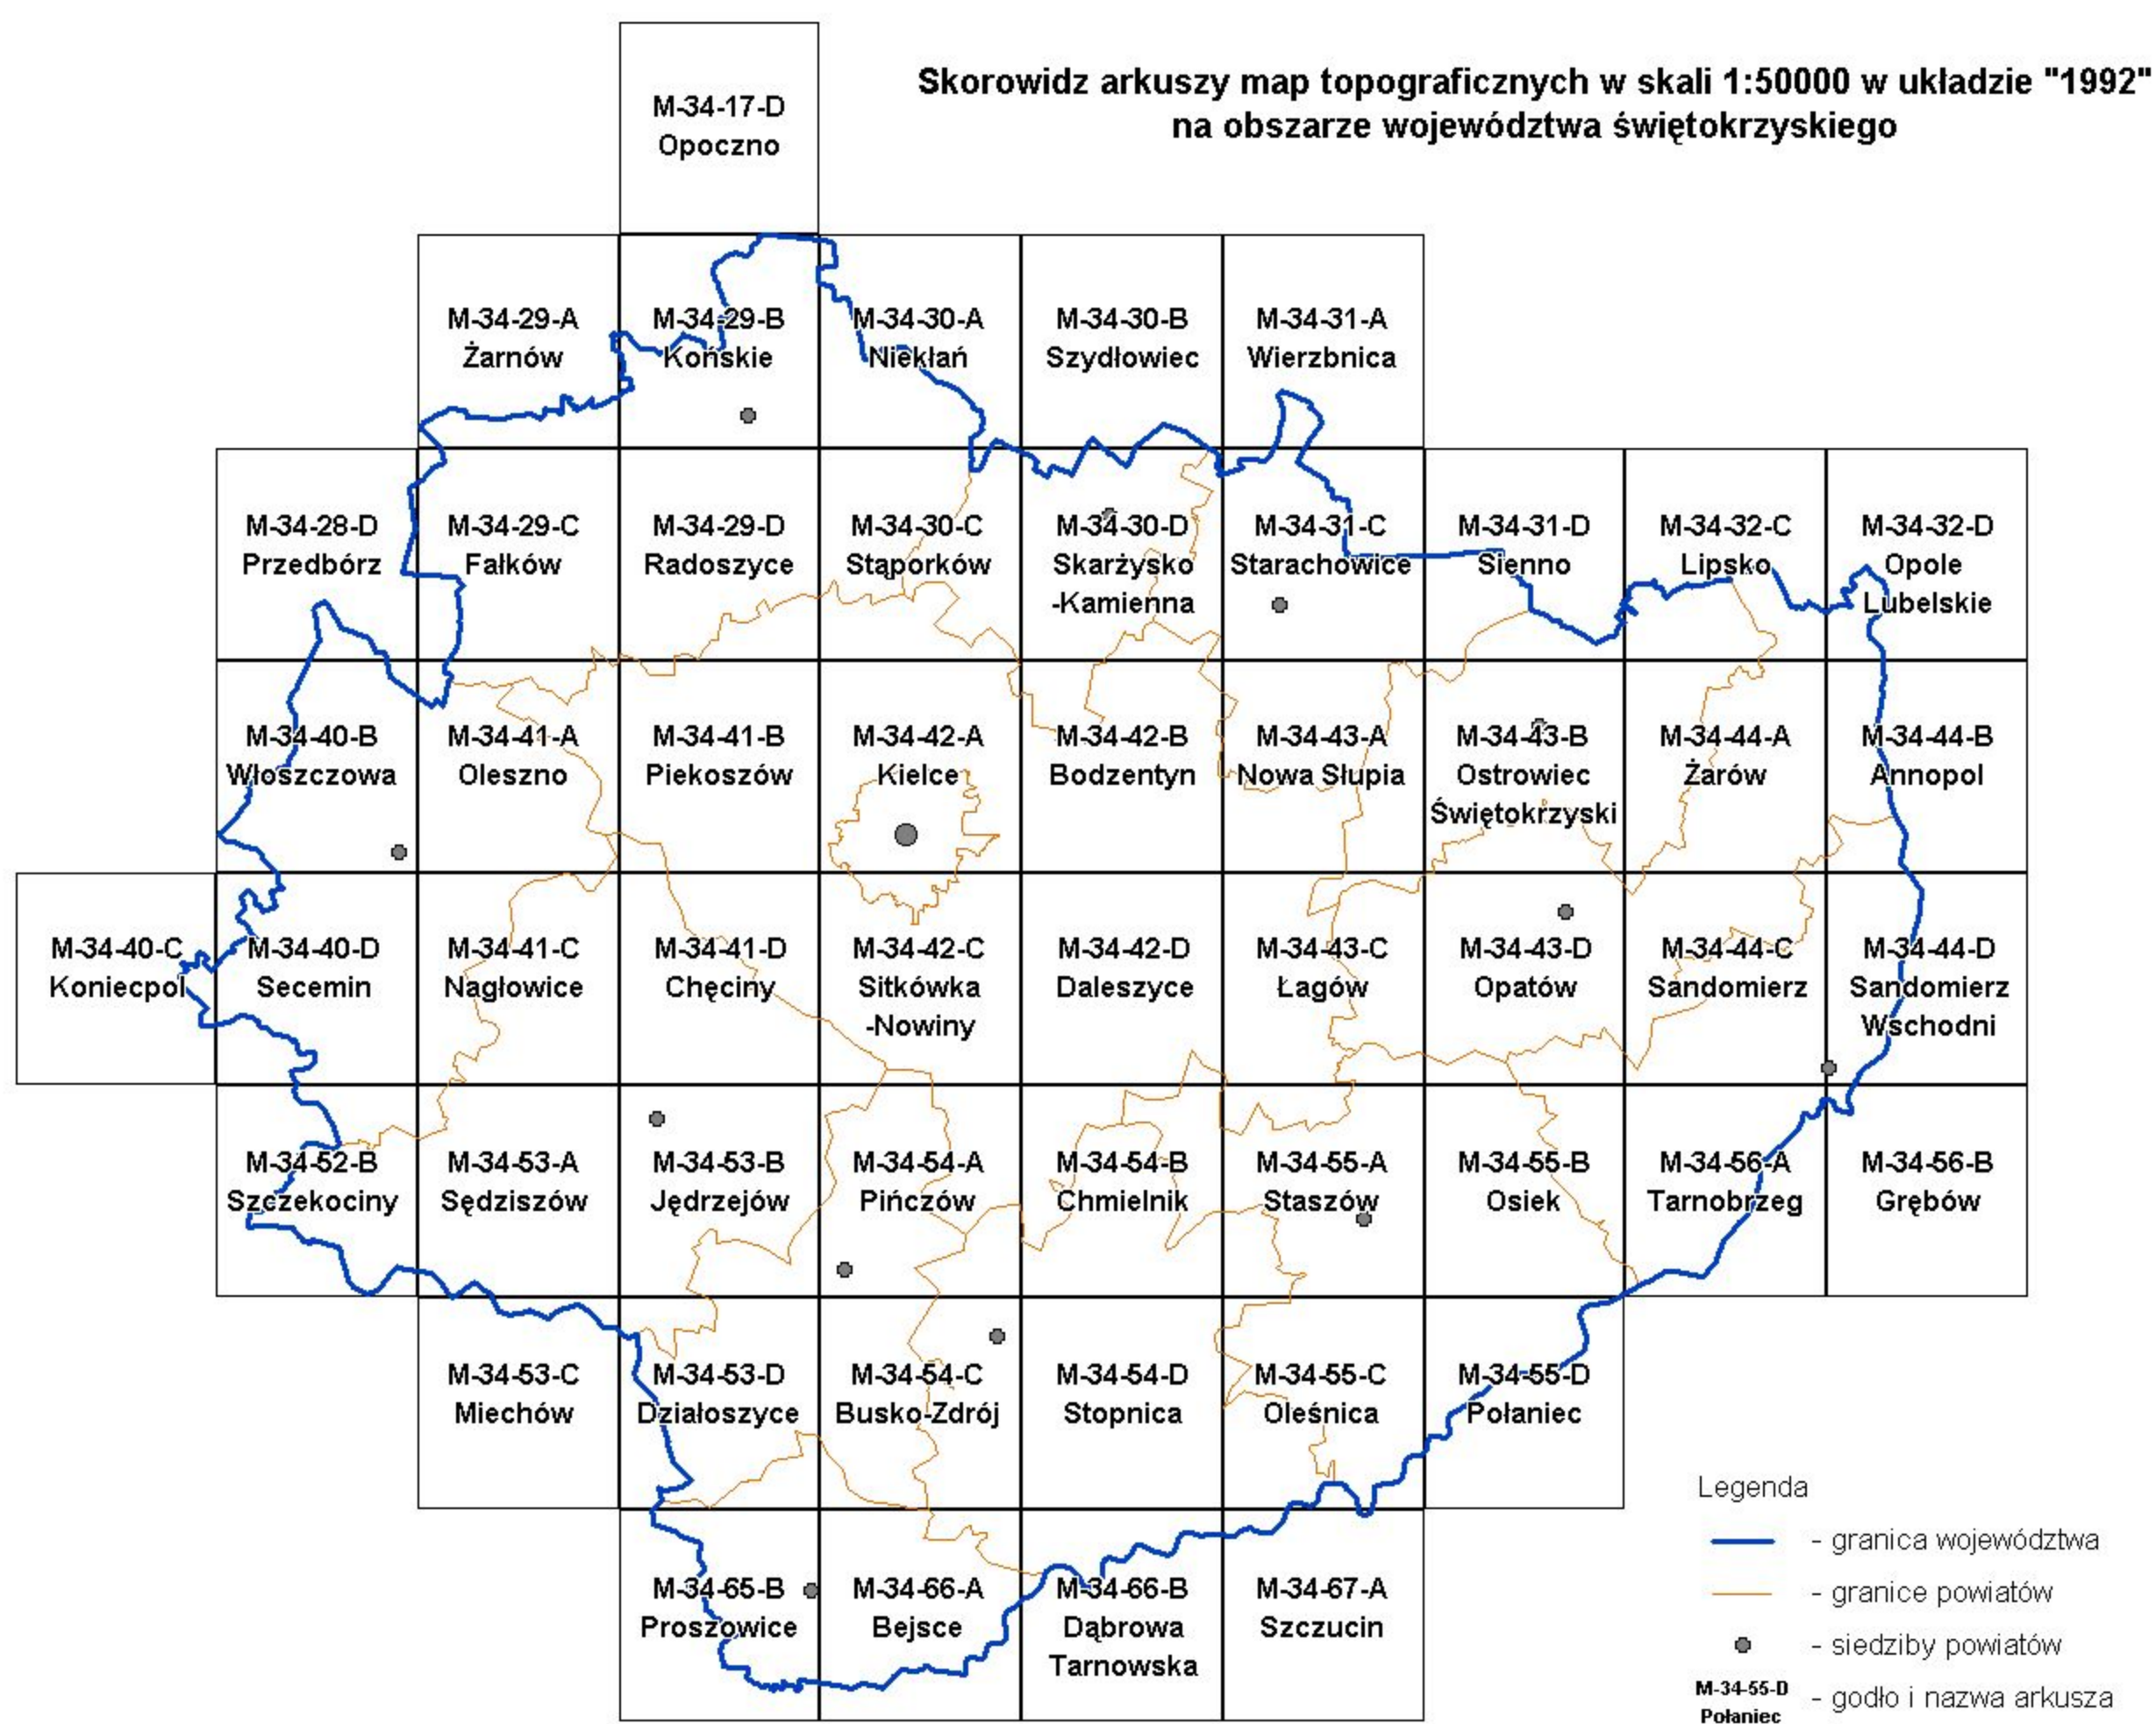 Skorowidz arkuszy map topograficznych w skali 1:50000 w układzie "1992"
na obszarze województwa świętokrzyskiego
M-34-17-D
Opoczno
M-34-29-A
Żarnów
M-34-29-B
Końskie
M-34-30-A
Niekłań
M-34-30-B
Szydłowiec
M-34-31-A
Wierzbnica
M-34-28-D
Przedbórz
M-34-29-C
Fałków
M-34-29-D
Radoszyce
M-34-30-C
Stąporków
M-34-30-D
Skarżysko
-Kamienna
M-34-31-C
Starachowice
M-34-31-D
Sienno
M-34-32-C
Lipsko
M-34-32-D
Opole
Lubelskie
M-34-40-B
Włoszczowa
M-34-41-A
Oleszno
M-34-41-B
Piekoszów
M-34-42-A
Kielce
M-34-42-B
Bodzentyn
M-34-43-A
Nowa Słupia
M-34-43-B
Ostrowiec
Świętokrzyski
M-34-44-A
Żarów
M-34-44-B
Annopol
M-34-40-C
Koniecpol
M-34-40-D
Secemin
M-34-41-C
Nagłowice
M-34-41-D
Chęciny
M-34-42-C
Sitkówka
-Nowiny
M-34-42-D
Daleszyce
M-34-43-C
Łagów
M-34-43-D
Opatów
M-34-44-C
Sandomierz
M-34-44-D
Sandomierz
Wschodni
M-34-52-B
Szczekociny
M-34-53-A
Sędziszów
M-34-53-B
Jędrzejów
M-34-54-A
Pińczów
M-34-54-B
Chmielnik
M-34-55-A
Staszów
M-34-55-B
Osiek
M-34-56-A
Tarnobrzeg
M-34-56-B
Grębów
M-34-53-C
Miechów
M-34-53-D
Działoszyce
M-34-54-C
Busko-Zdrój
M-34-54-D
Stopnica
M-34-55-C
Oleśnica
M-34-55-D
Połaniec
M-34-65-B
Proszowice
M-34-66-A
Bejsce
M-34-66-B
Dąbrowa
Tarnowska
M-34-67-A
Szczucin
Legenda
- granica województwa
- granice powiatów
- siedziby powiatów
M-34-55-D
Połaniec
- godło i nazwa arkusza